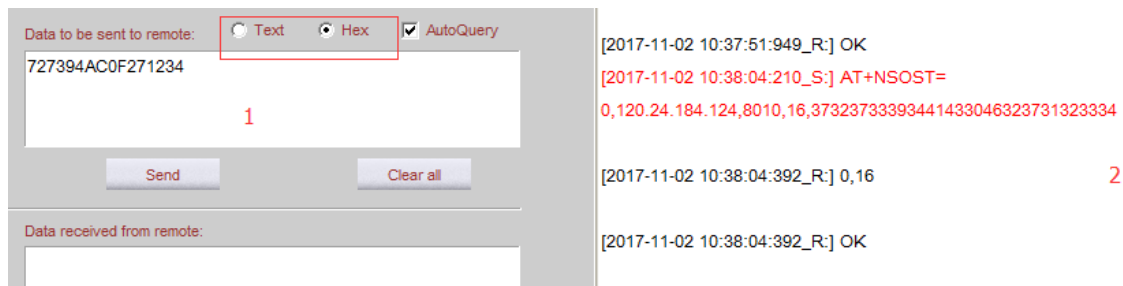 Data to be sent to remote: Text Hex AutoQuery
727394AC0F271234
1
Send Clear all
Data received from remote:
[2017-11-02 10:37:51:949_R:] OK
[2017-11-02 10:38:04:210_S:] AT+NSOST=
0,120.24.184.124,8010,16,37323733393441433046323731323334
[2017-11-02 10:38:04:392_R:] 0,16
2
[2017-11-02 10:38:04:392_R:] OK